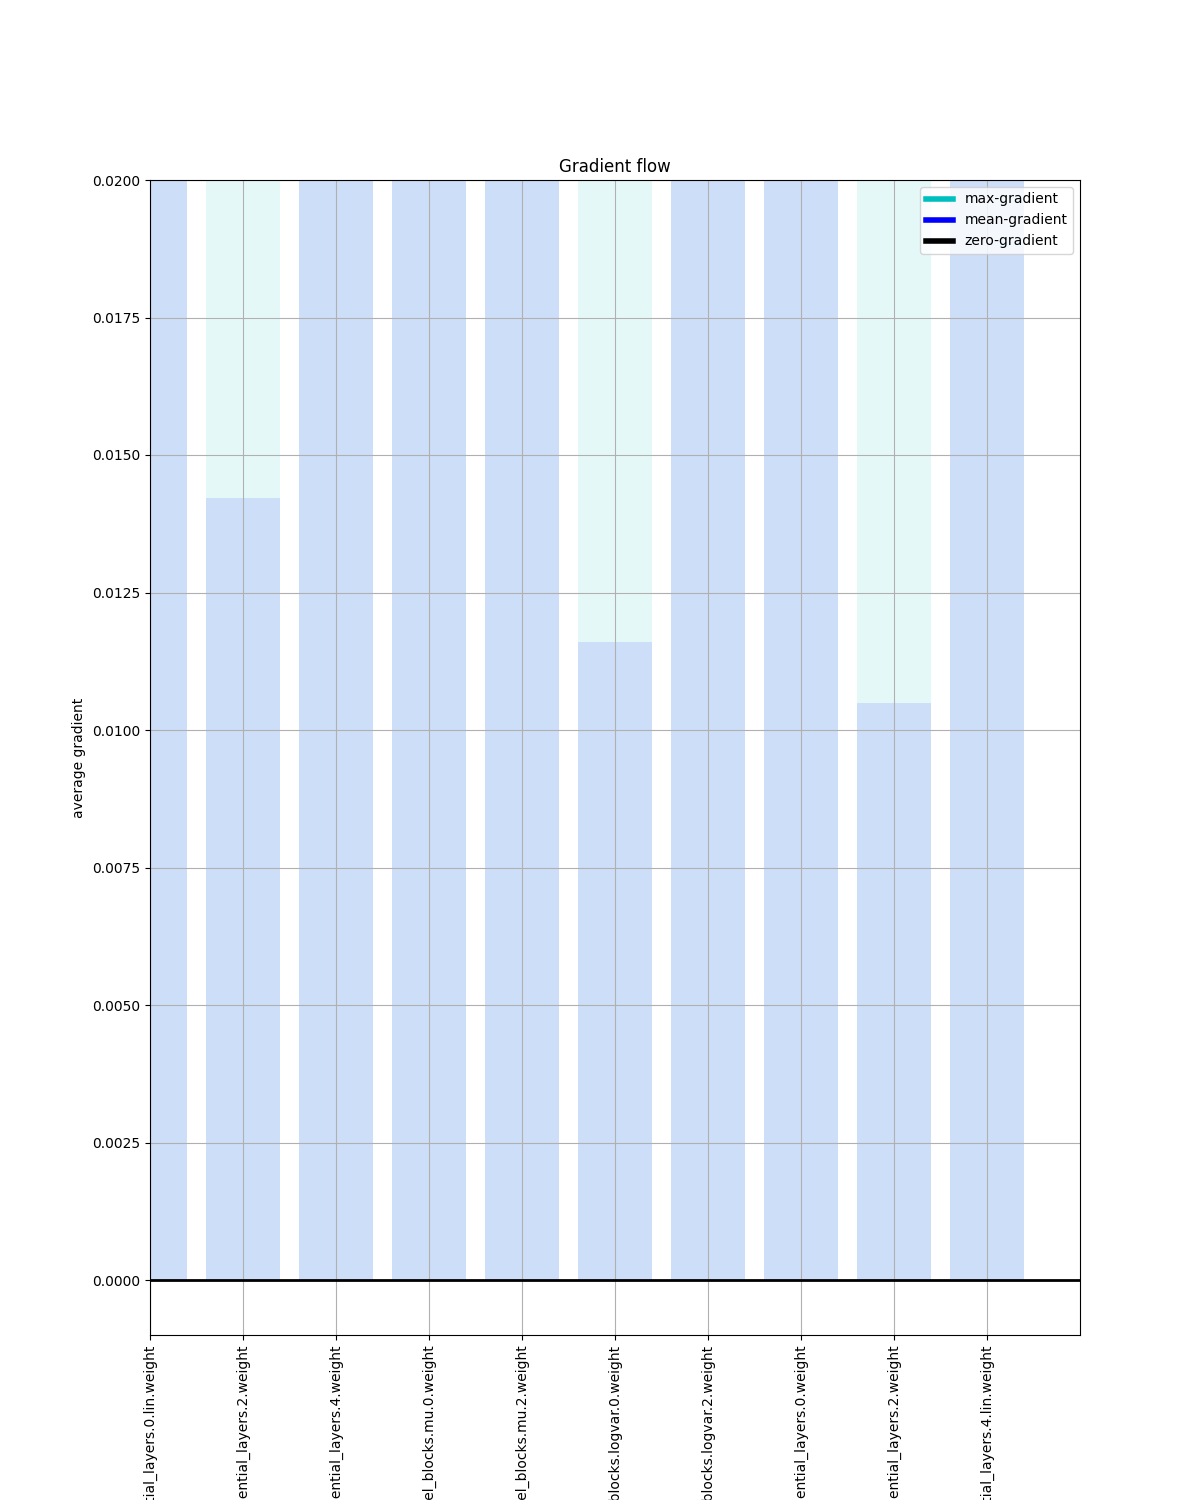 Gradient flow
max-gradient
mean-gradient
zero-gradient
0.0200
0.0175
0.0150
0.0125
0.0100
0.0075
0.0050
0.0025
0.0000
average gradient
tial_layers.0.lin.weight
ential_layers.2.weight
ential_layers.4.weight
el_blocks.mu.0.weight
el_blocks.mu.2.weight
blocks.logvar.0.weight
blocks.logvar.2.weight
ential_layers.0.weight
ential_layers.2.weight
tial_layers.4.lin.weight